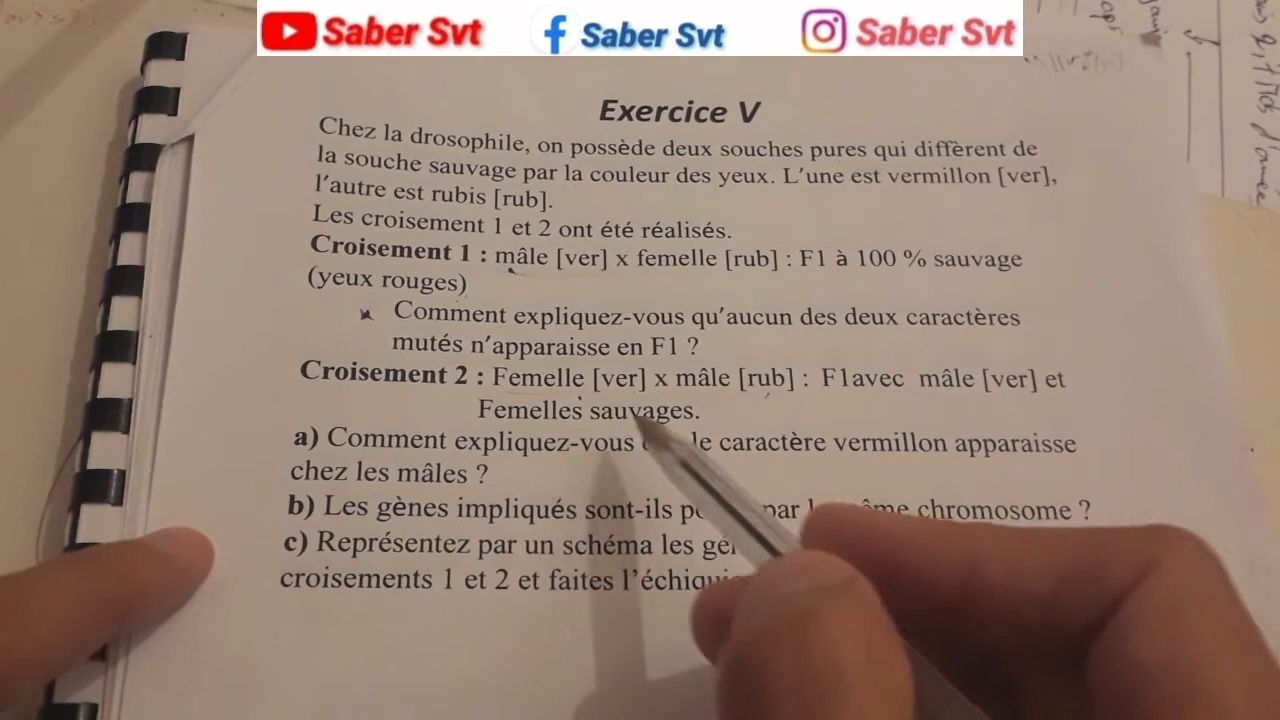 Saber Svt Saber Svt Saber Svt
Exercice V
Chez la drosophile, on possède deux souches pures qui diffèrent de
la souche sauvage par la couleur des yeux. L'une est vermillon [ver],
l'autre est rubis [rub].
Les croisement 1 et 2 ont été réalisés.
Croisement 1 : mâle [ver] x femelle [rub] : F1 à 100 % sauvage
(yeux rouges)
Comment expliquez-vous qu'aucun des deux caractères
mutés n'apparaisse en F1 ?
Croisement 2 : Femelle [ver] x mâle [rub] : F1avec mâle [ver] et
Femelles sauvages.
a) Comment expliquez-vous le caractère vermillon apparaisse
chez les mâles ?
b) Les gènes impliqués sont-ils par chromosome ?
c) Représentez par un schéma les
croisements 1 et 2 et faites